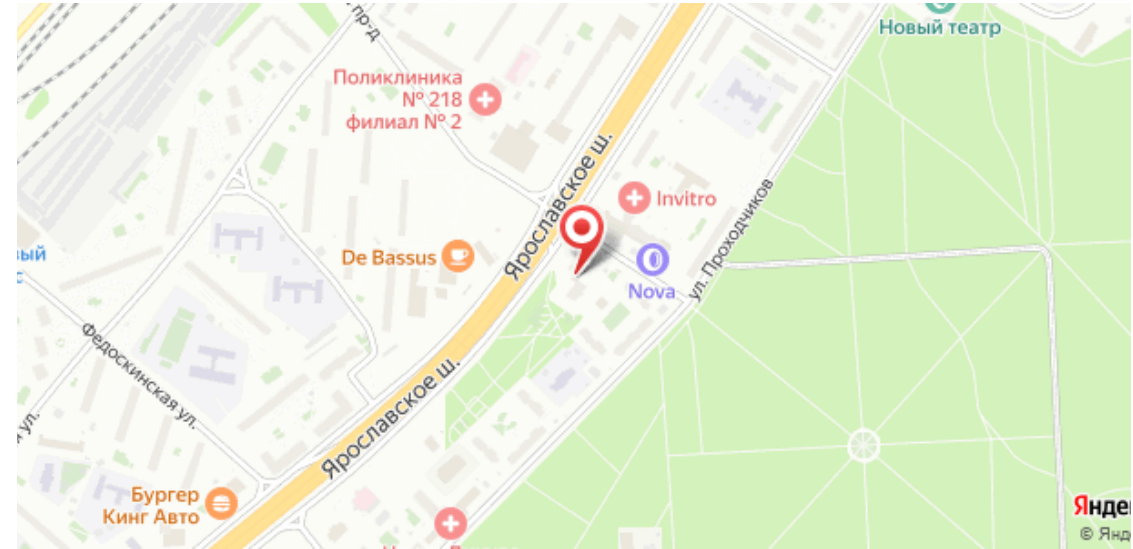 Новый театр
пр-д
Поликлиника
№ 218
филиал № 2
Ярославское ш.
Invitro
ул. Проходчиков
De Bassus
Nova
Федоскинская ул.
ул.
Ярославское ш.
Бургер
Кинг Авто